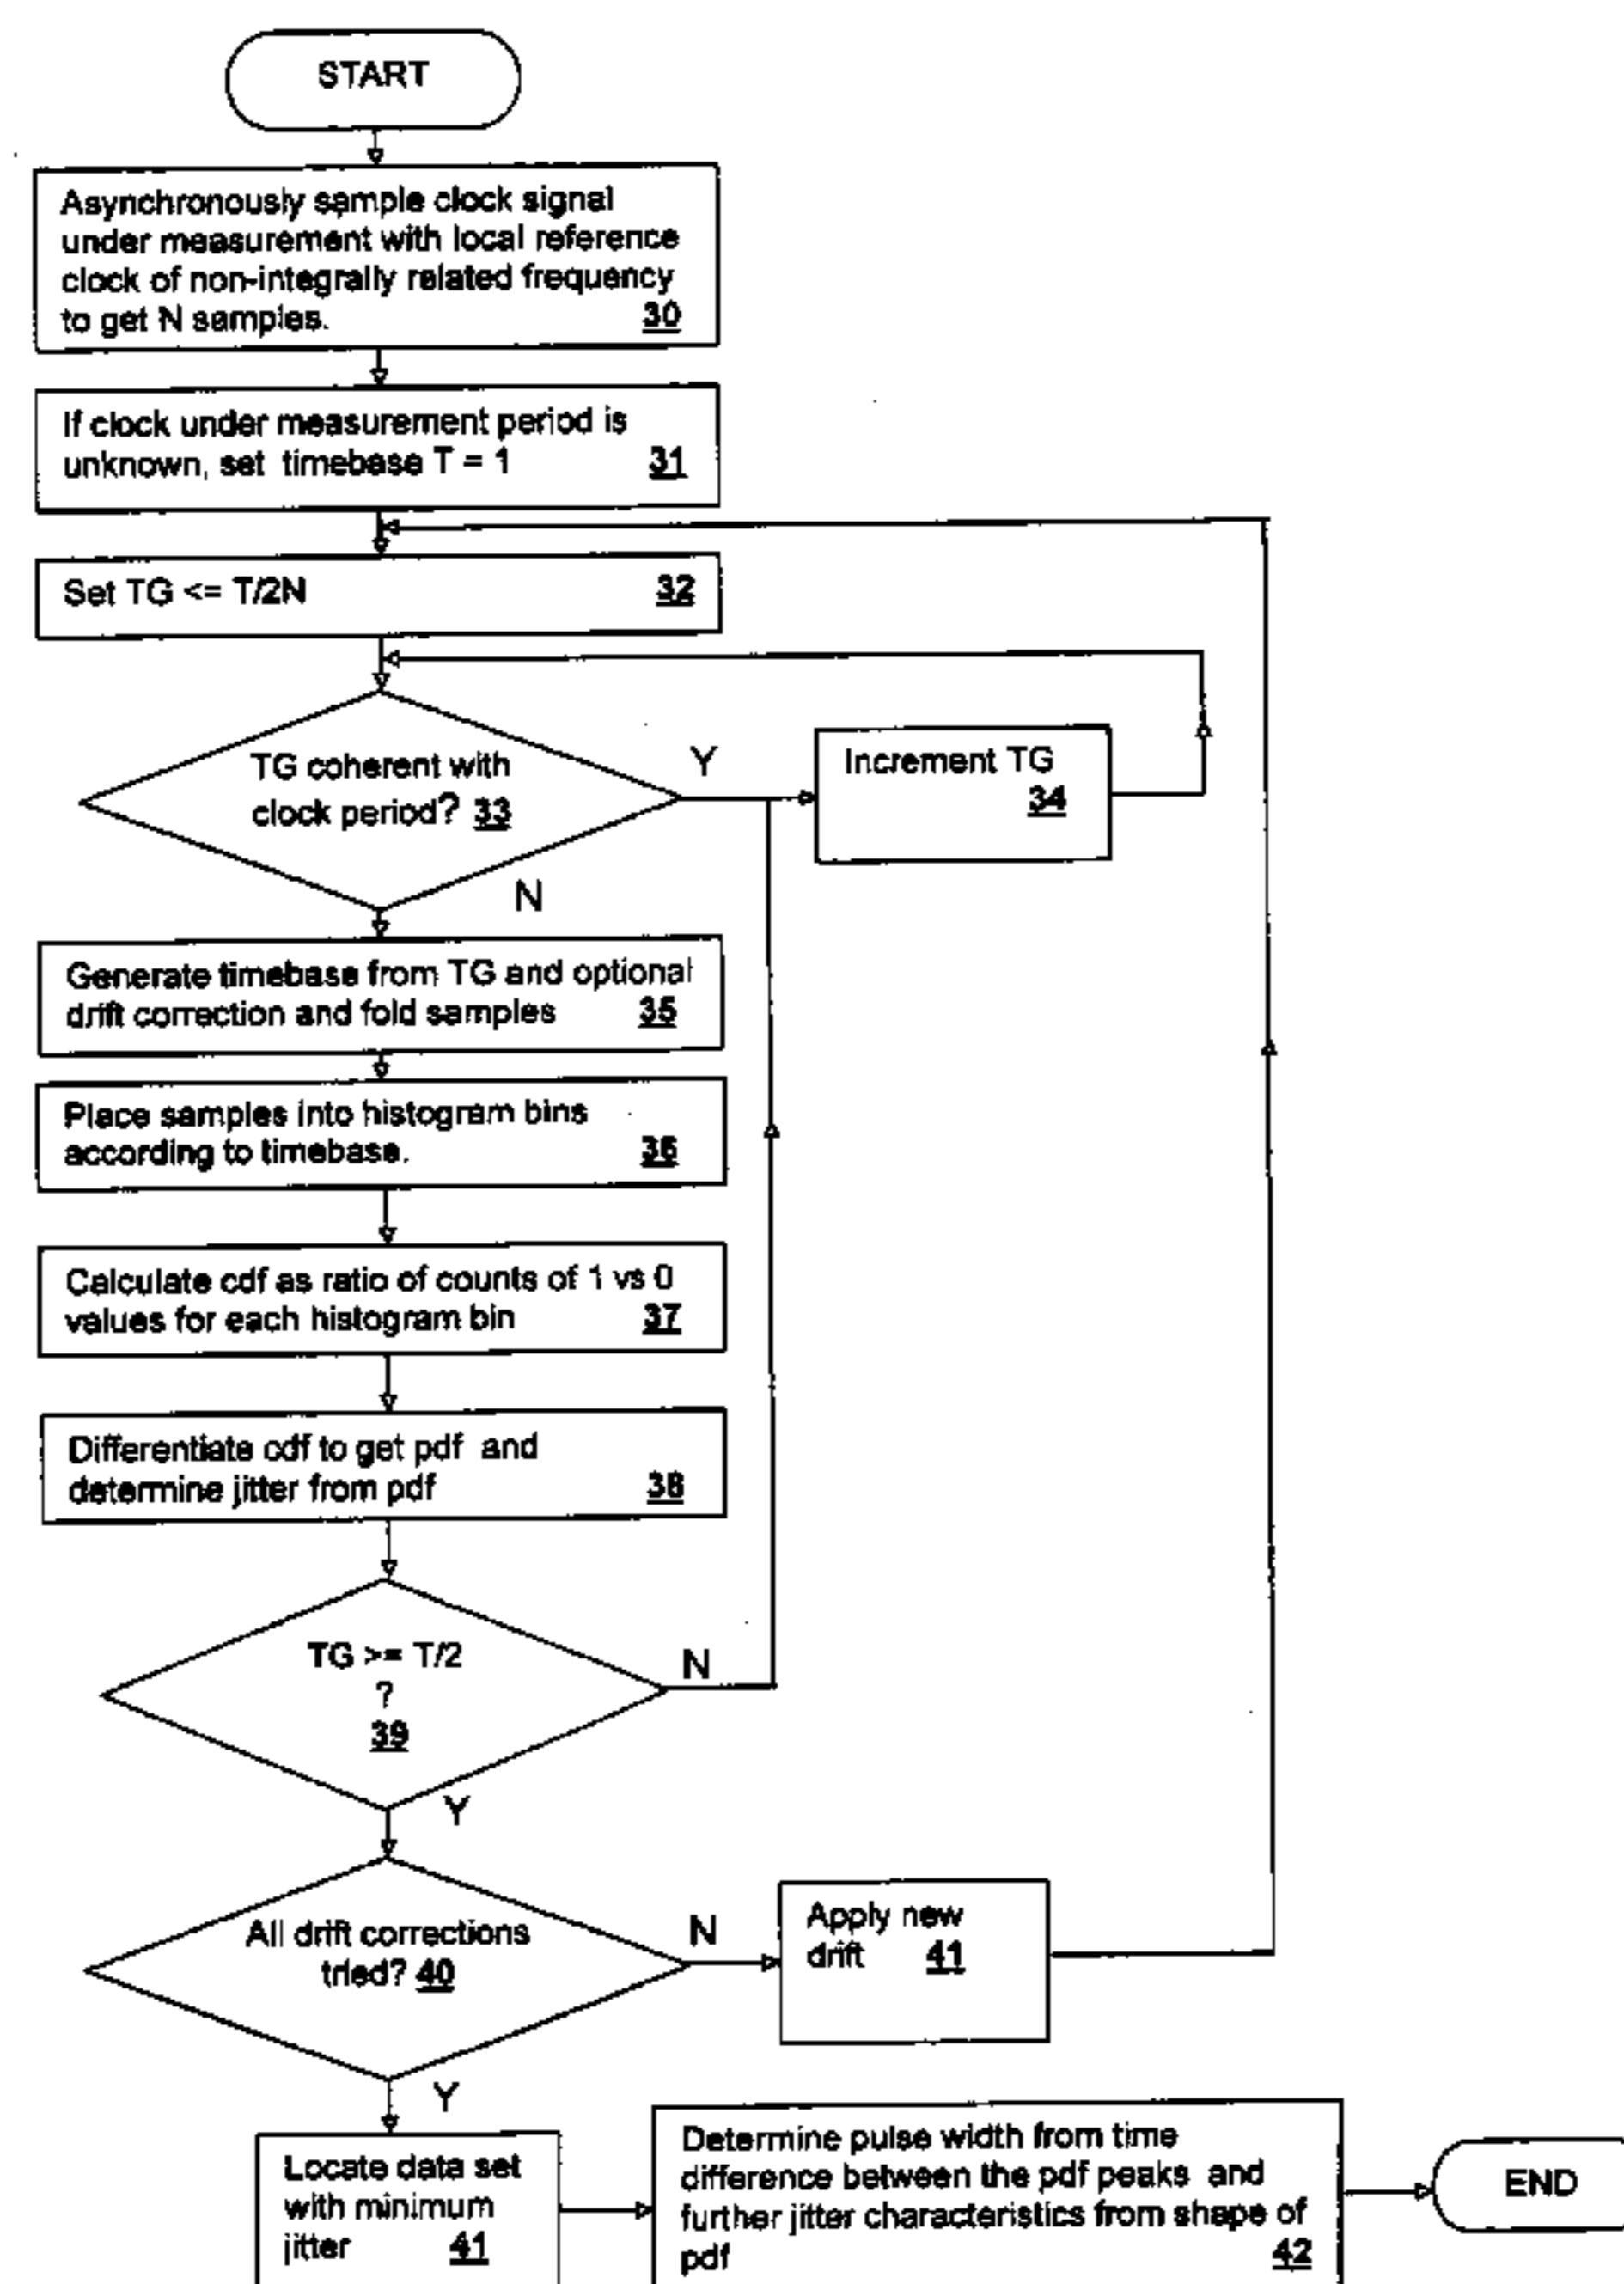 START
Asynchronously sample clock signal
under measurement with local reference
clock of non-integrally related frequency
to get N samples. 30
If clock under measurement period is
unknown, set timebase T = 1 31
Set TG <= T/2N 32
TG coherent with
clock period? 33
Y
Increment TG
34
N
Generate timebase from TG and optional
drift correction and fold samples 35
Place samples into histogram bins
according to timebase. 36
Calculate cdf as ratio of counts of 1 vs 0
values for each histogram bin 37
Differentiate cdf to get pdf and
determine jitter from pdf 38
TG >= T/2
?
39
N
Y
All drift corrections
tried? 40
N
Apply new
drift 41
Y
Locate data set
with minimum
jitter 41
Determine pulse width from time
difference between the pdf peaks and
further jitter characteristics from shape of
pdf 42
END